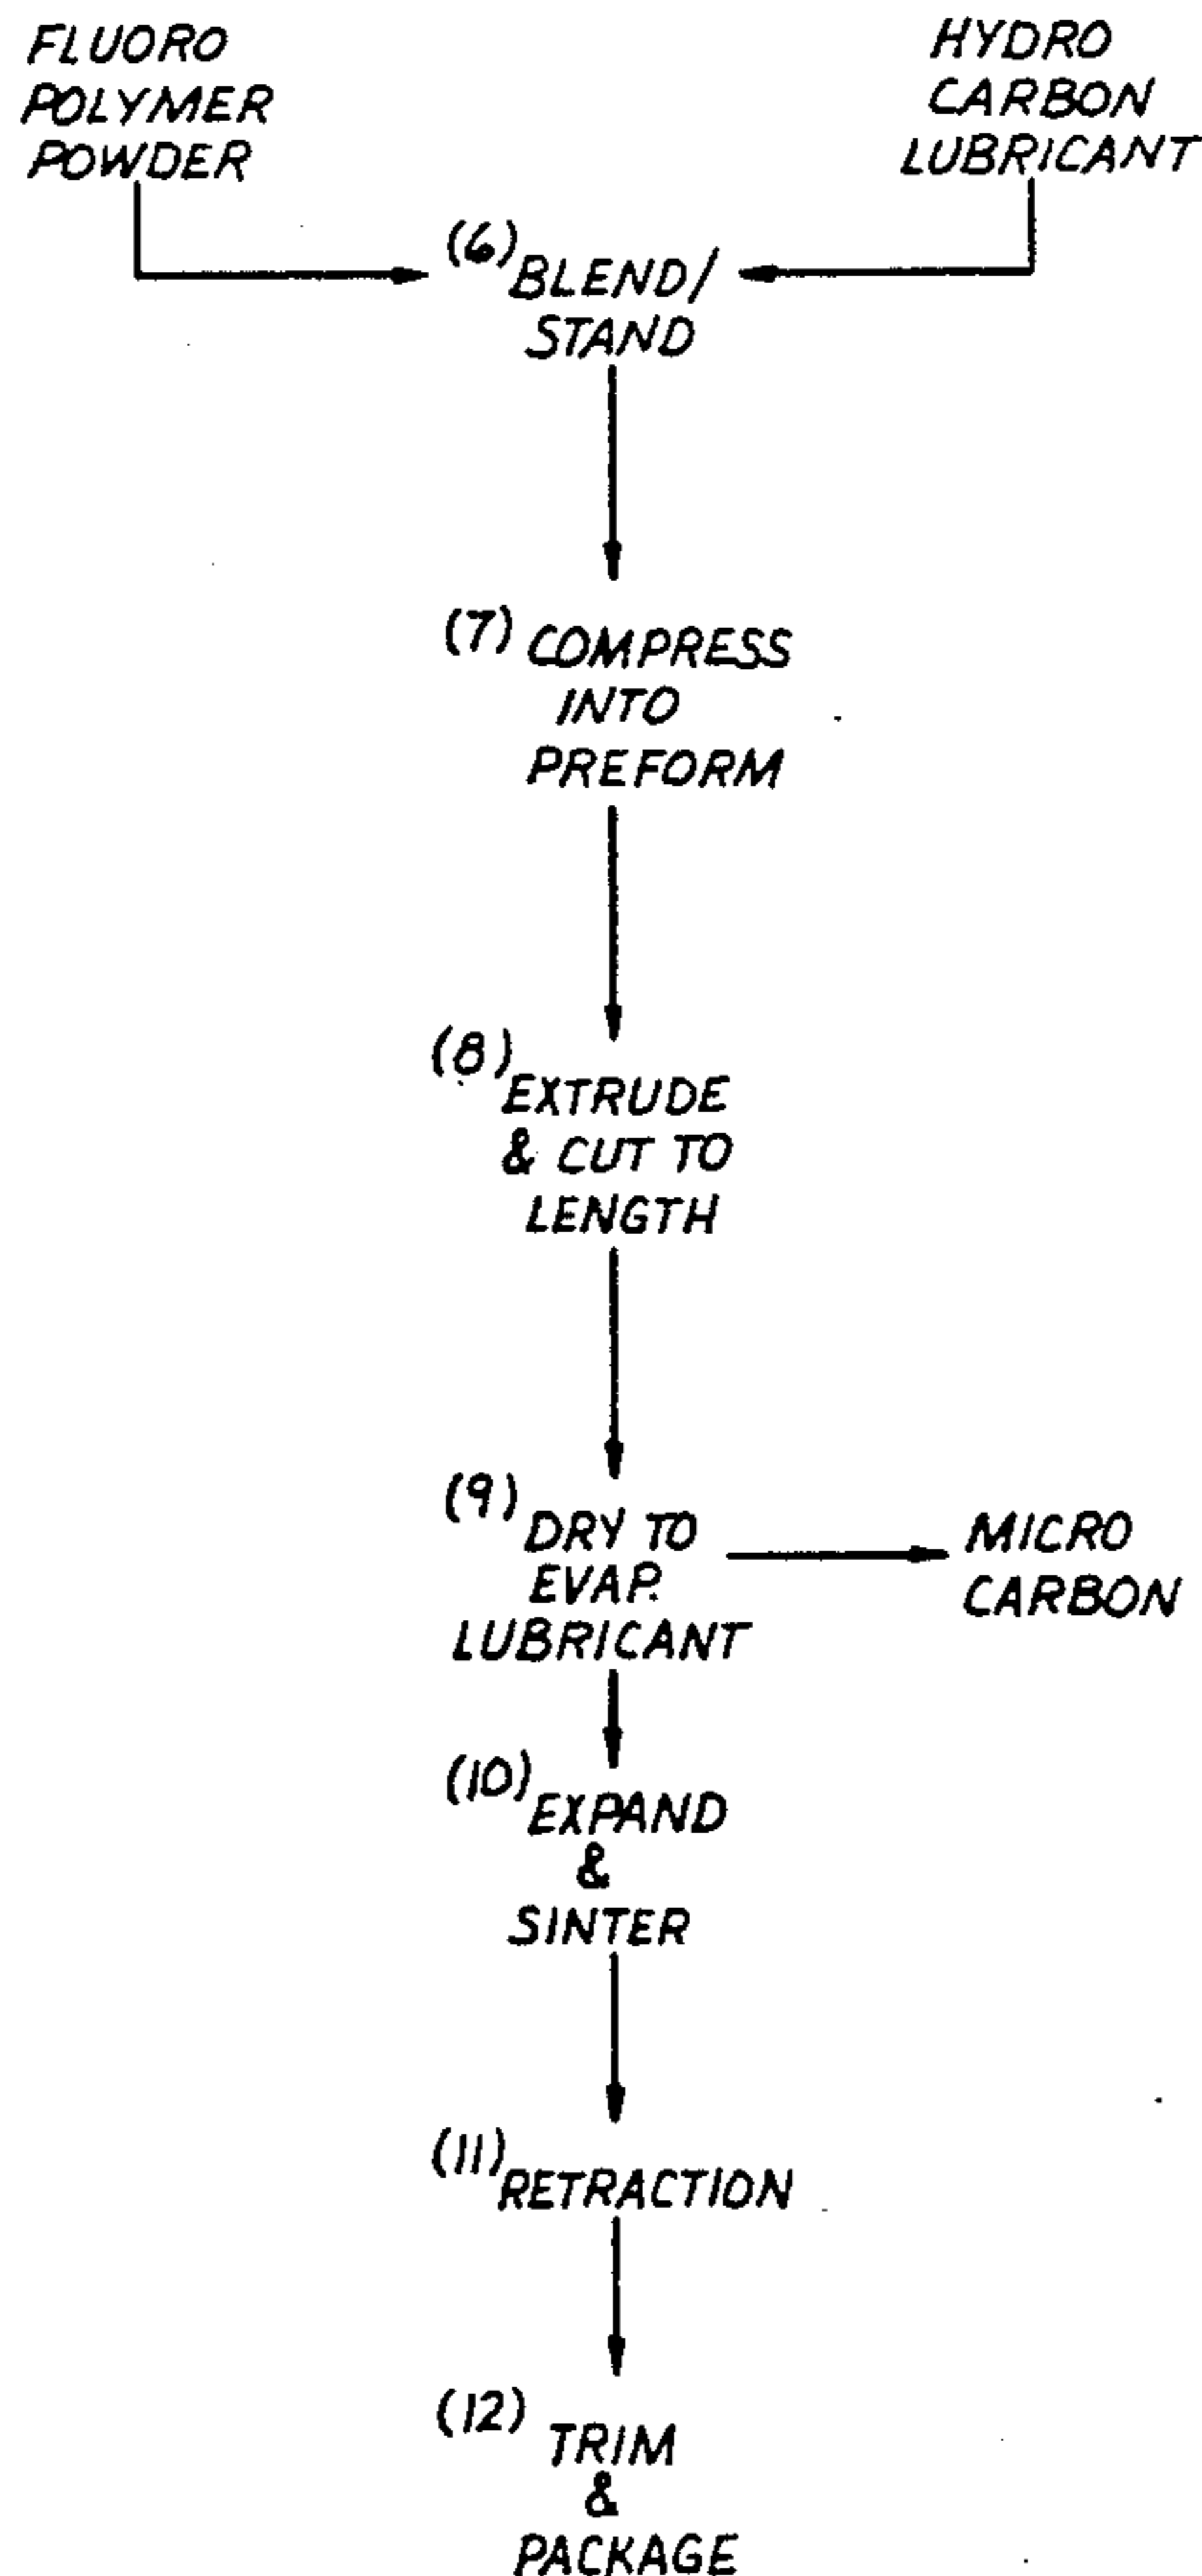 FLUORO
POLYMER
POWDER
HYDRO
CARBON
LUBRICANT
(6) BLEND/
STAND
(7) COMPRESS
INTO
PREFORM
(8) EXTRUDE
& CUT TO
LENGTH
(9) DRY TO
EVAP.
LUBRICANT
MICRO
CARBON
(10) EXPAND
&
SINTER
(11) RETRACTION
(12) TRIM
&
PACKAGE